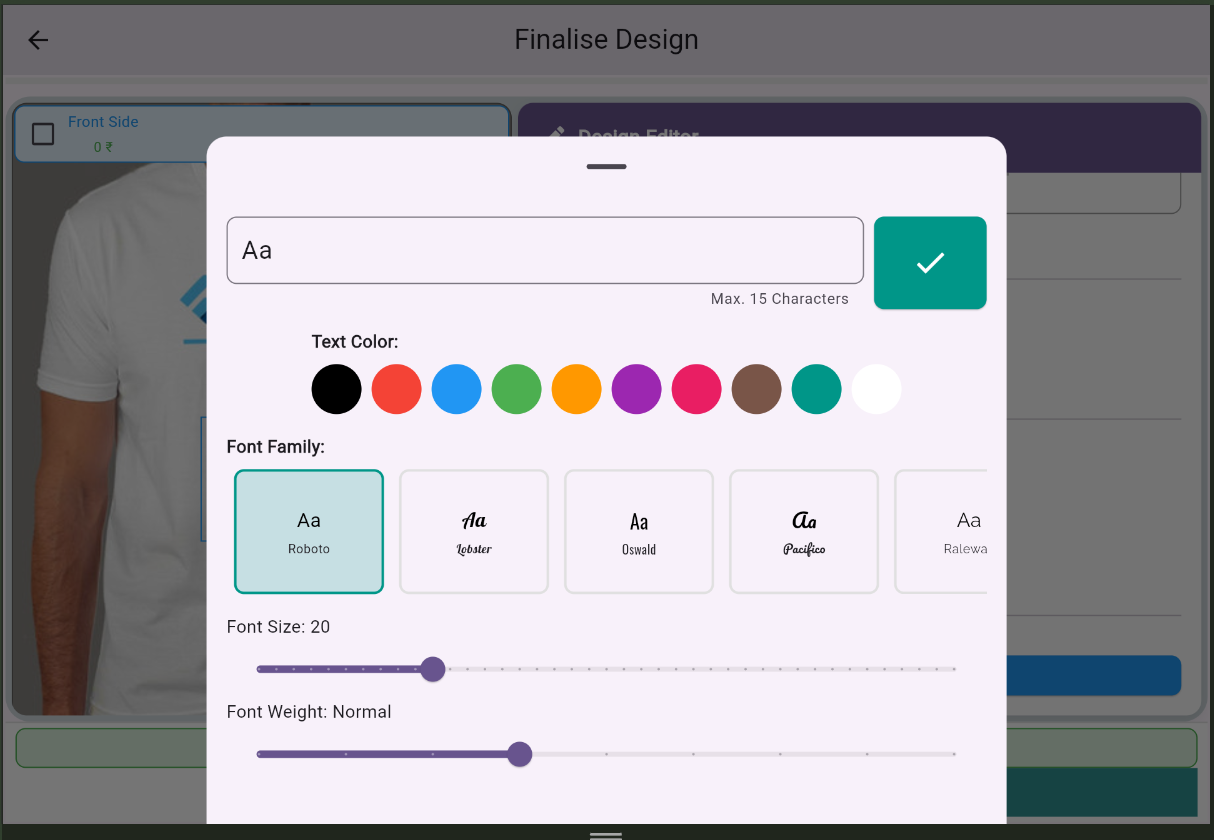 Finalise Design
Front Side
0 ₹
Design Editor
Aa
Max. 15 Characters
Text Color:
Font Family:
Aa
Roboto
Aa
Lobster
Aa
Oswald
Aa
Pacifico
Aa
Ralewa
Font Size: 20
Font Weight: Normal